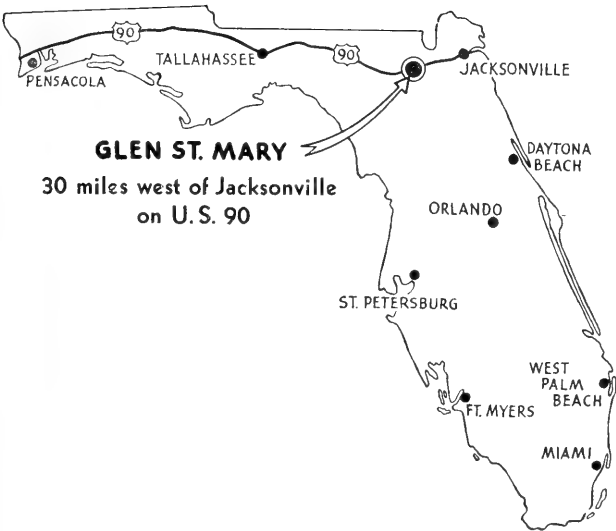 90
TALLAHASSEE
90
PENSACOLA
JACKSONVILLE
GLEN ST. MARY
30 miles west of Jacksonville
on U.S. 90
DAYTONA
BEACH
ORLANDO
ST. PETERSBURG
WEST
PALM
BEACH
FT. MYERS
MIAMI